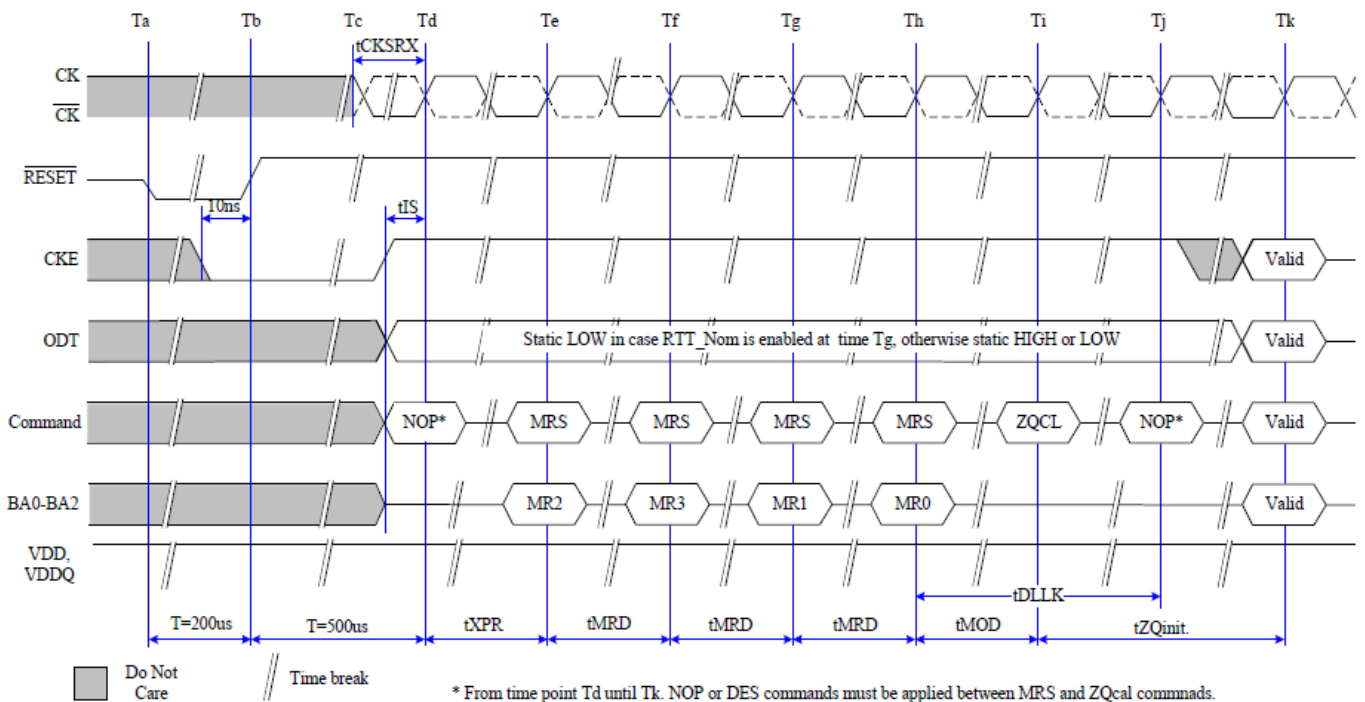 Ta Tb Tc Td Te Tf Tg Th Ti Tj Tk
tCKSRX
CK
CK
RESET
10ns tIS
CKE Valid
ODT Static LOW in case RTT_Nom is enabled at time Tg, otherwise static HIGH or LOW Valid
Command NOP* MRS MRS MRS MRS ZQCL NOP* Valid
BA0-BA2 MR2 MR3 MR1 MR0 Valid
VDD,
VDDQ
tDLLK
T=200us T=500us tXPR tMRD tMRD tMRD tMOD tZQinit.
Do Not
Care
Time break
* From time point Td until Tk. NOP or DES commands must be applied between MRS and ZQcal commnads.